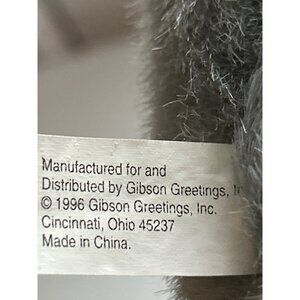 Manufactured for and
Distributed by Gibson Greetings,
© 1996 Gibson Greetings, Inc.
Cincinnati, Ohio 45237
Made in China.